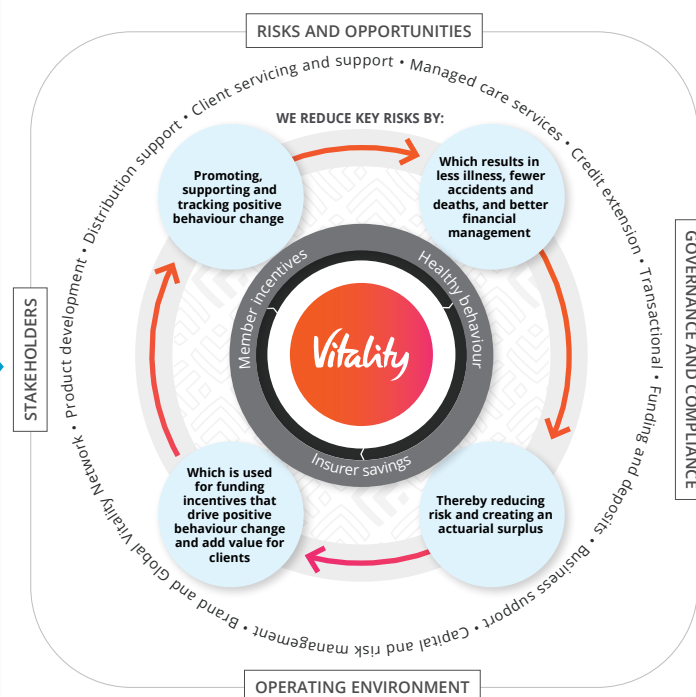 RISKS AND OPPORTUNITIES
Product development • Distribution support • Client servicing and support • Managed care services • Credit extension • Transactional • Funding and deposits • Business support • Capital and risk management • Brand and Global Vitality Network •
WE REDUCE KEY RISKS BY:
Promoting,
supporting and
tracking positive
behaviour change
Which results in
less illness, fewer
accidents and
deaths, and better
financial
management
Thereby reducing
risk and creating an
actuarial surplus
Which is used
for funding
incentives that
drive positive
behaviour change
and add value for
clients
Member incentives
Healthy behaviour
Insurer savings
Vitality
STAKEHOLDERS
GOVERNANCE AND COMPLIANCE
OPERATING ENVIRONMENT